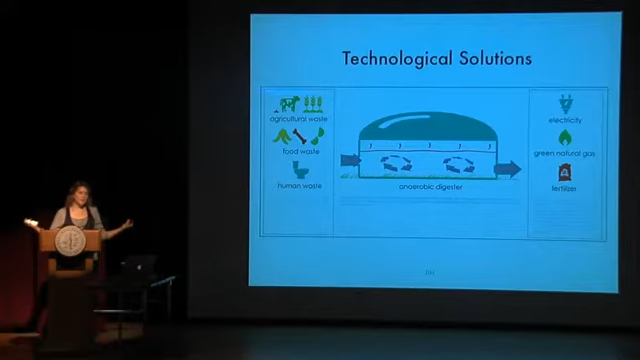 Technological Solutions
agricultural waste
food waste
human waste
anaerobic digester
electricity
green natural gas
fertilizer